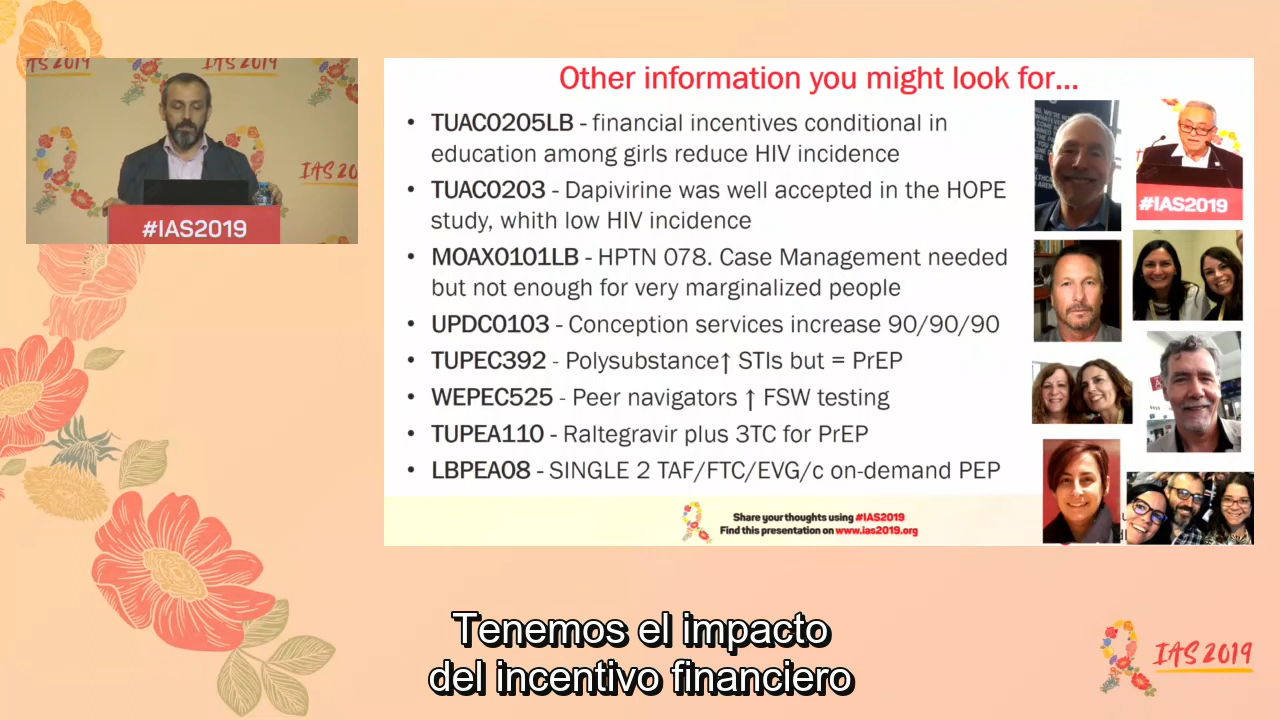 IAS 2019
#IAS2019
Other information you might look for...
• TUAC0205LB - financial incentives conditional in
education among girls reduce HIV incidence
• TUAC0203 - Dapivirine was well accepted in the HOPE
study, whith low HIV incidence
• MOAX0101LB - HPTN 078. Case Management needed
but not enough for very marginalized people
• UPDC0103 - Conception services increase 90/90/90
• TUPEC392 - Polysubstance↑ STIs but = PrEP
• WEPEC525 - Peer navigators ↑ FSW testing
• TUPEA110 - Raltegravir plus 3TC for PrEP
• LBPEA08 - SINGLE 2 TAF/FTC/EVG/c on-demand PEP
#IAS2019
Share your thoughts using #IAS2019
Find this presentation on www.ias2019.org
Tenemos el impacto
del incentivo financiero
IAS 2019